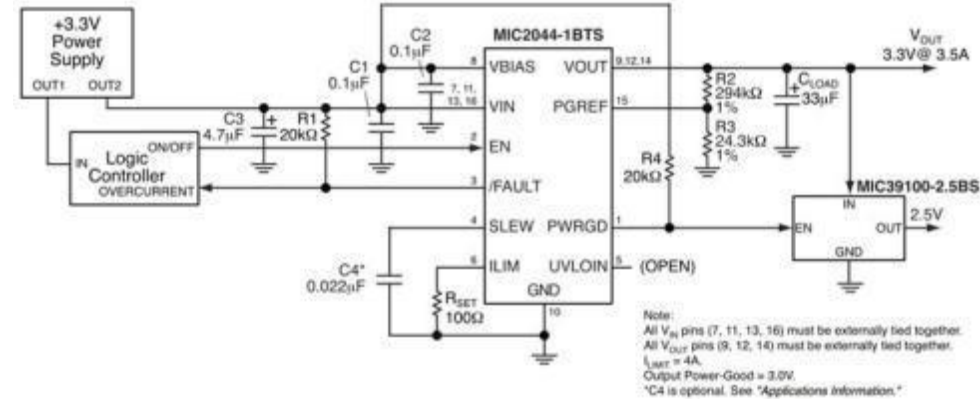 +3.3V
Power
Supply
OUT1 OUT2
C3
4.7µF
+
R1
20kΩ
C1
0.1µF
C2
0.1µF
ON/OFF
IN
Logic
Controller
OVERCURRENT
MIC2044-1BTS
8 VBIAS
7, 11,
13, 16
VIN
2 EN
3 /FAULT
4 SLEW
6 ILIM
VOUT 9,12,14
PGREF 15
PWRGD 1
UVLOIN 5 (OPEN)
GND
10
C4*
0.022µF
RSET
100Ω
R2
294kΩ
1%
R3
24.3kΩ
1%
+ CLOAD
33µF
R4
20kΩ
VOUT
3.3V@ 3.5A
MIC39100-2.5BS
IN
EN
OUT
GND
2.5V
Note:
All VIN pins (7, 11, 13, 16) must be externally tied together.
All VOUT pins (9, 12, 14) must be externally tied together.
ILIMIT = 4A.
Output Power-Good = 3.0V.
*C4 is optional. See "Applications Information."